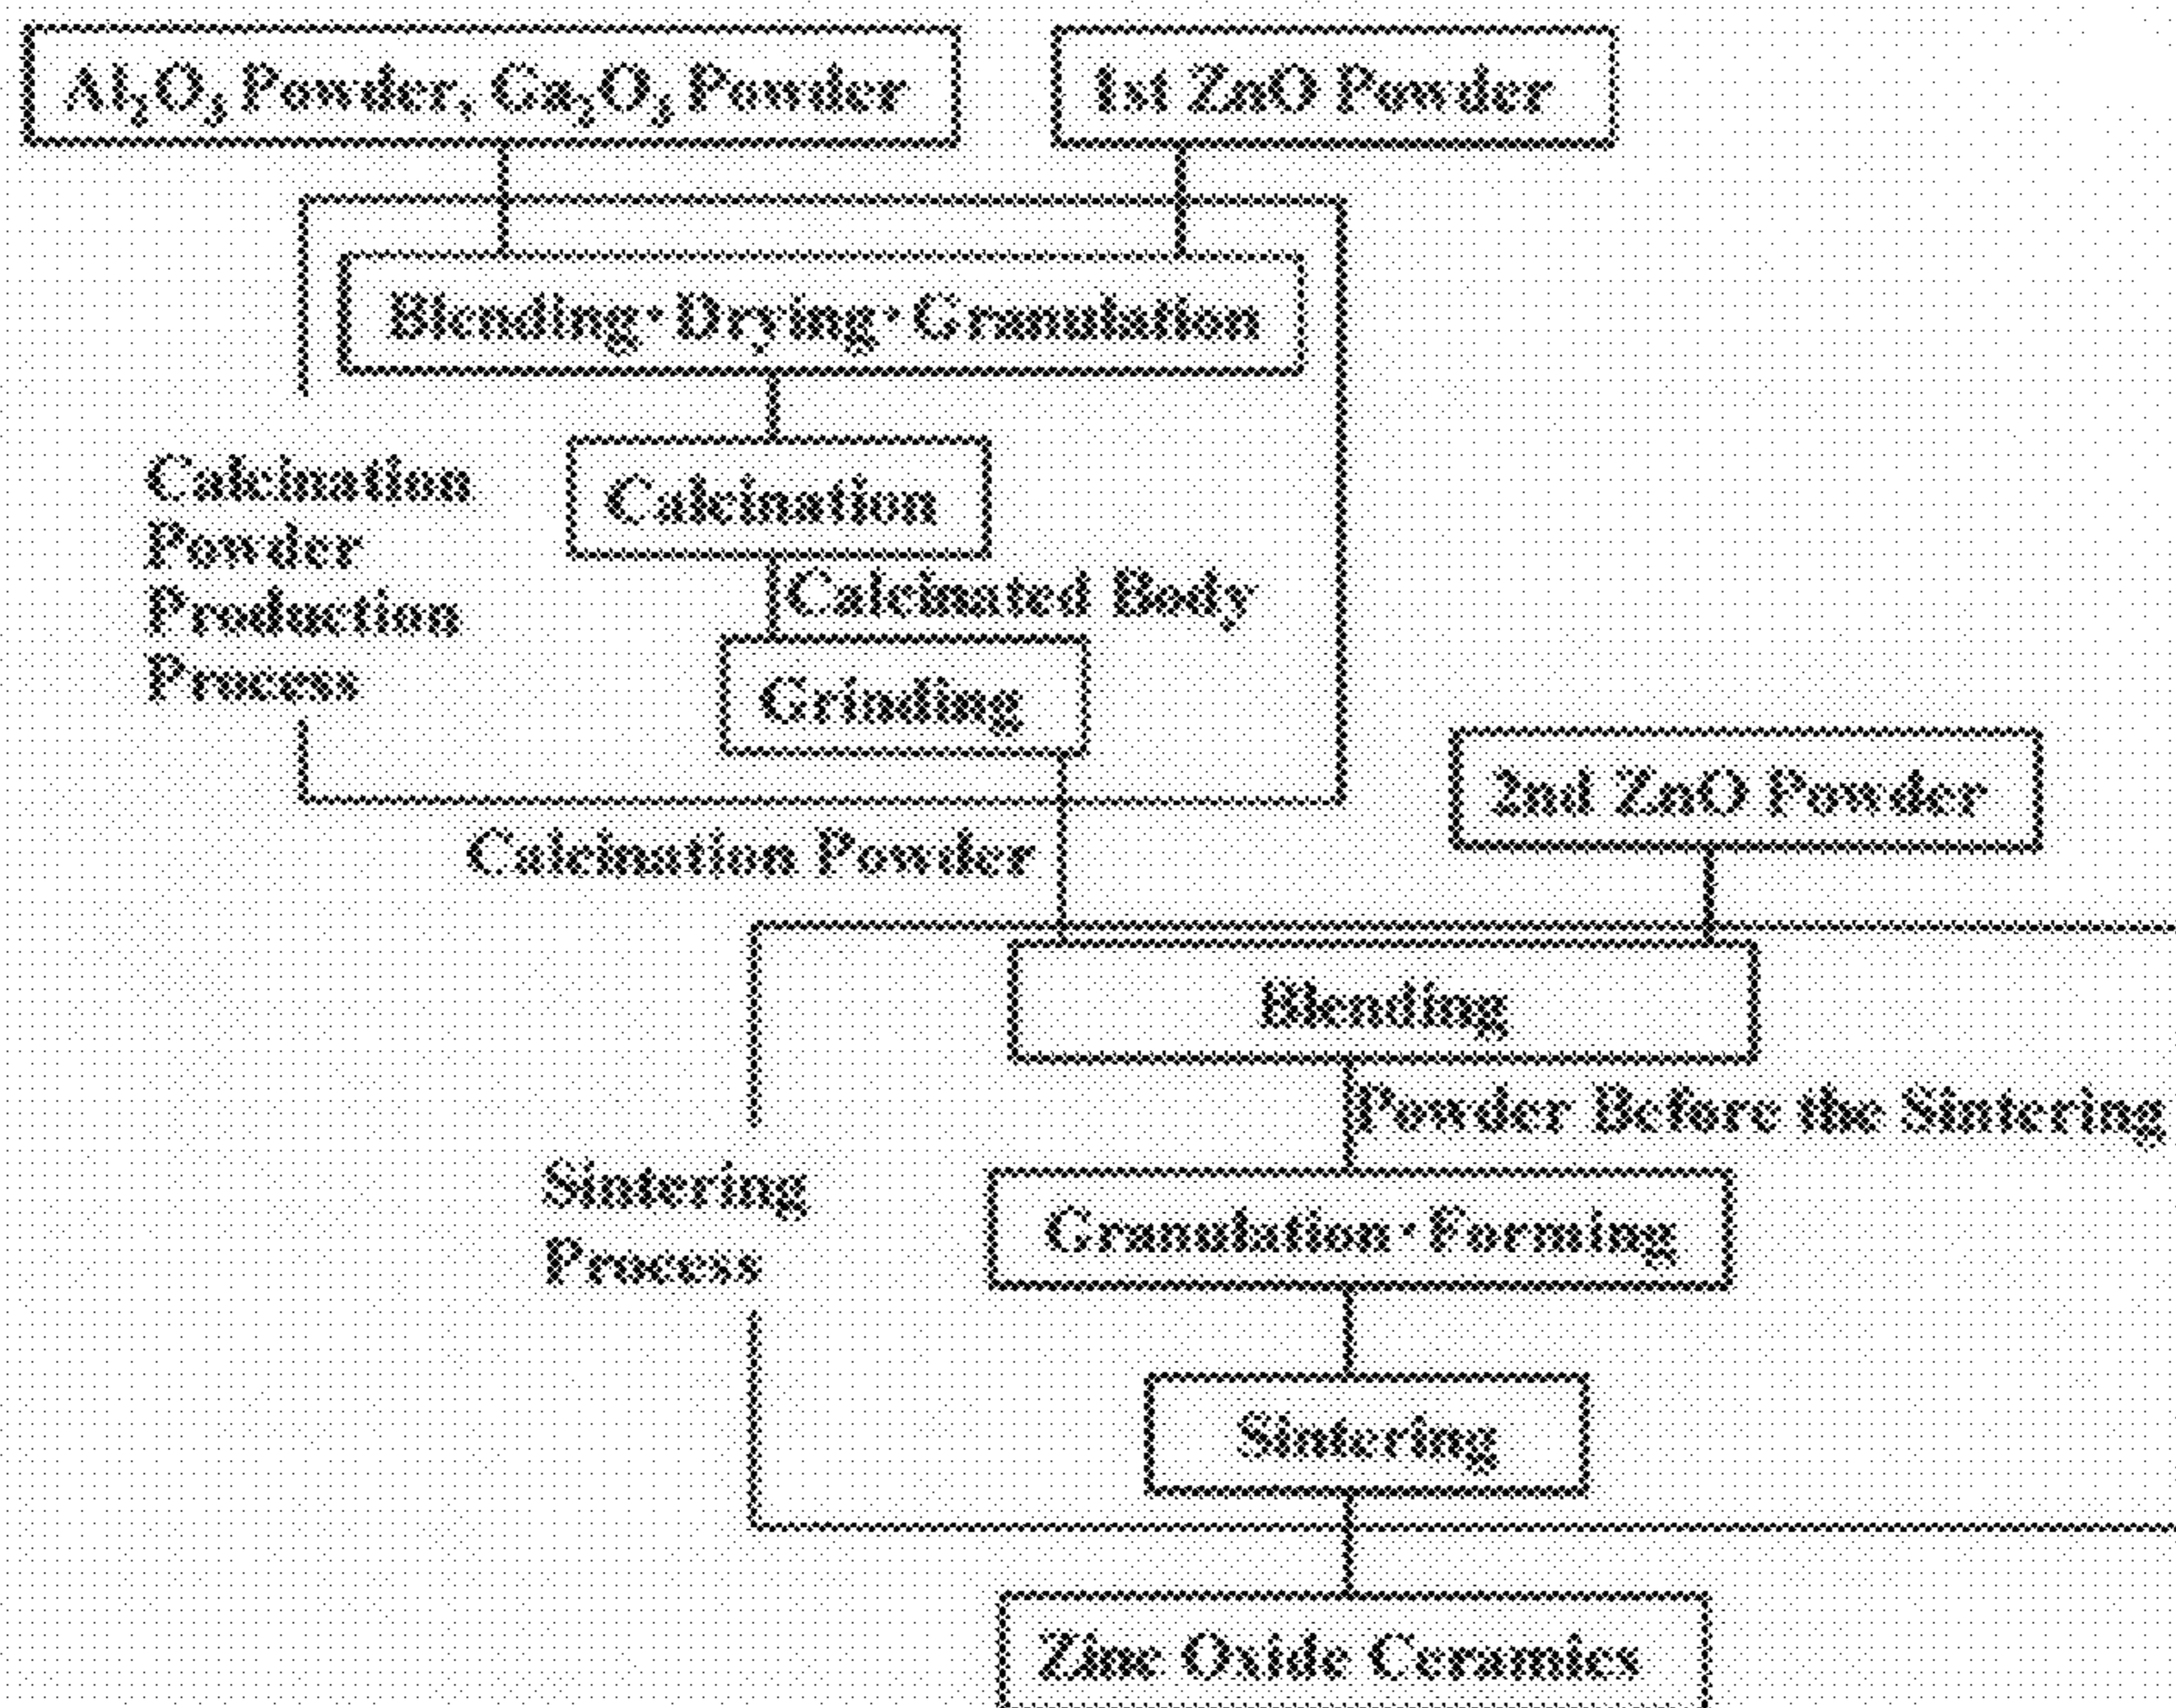 Al₂O₃ Powder, Ga₂O₃ Powder
1st ZnO Powder
Blending·Drying·Granulation
Calcination
Powder
Production
Process
Calcination
Calcinated Body
Grinding
2nd ZnO Powder
Calcination Powder
Blending
Powder Before the Sintering
Sintering
Process
Granulation·Forming
Sintering
Zinc Oxide Ceramics